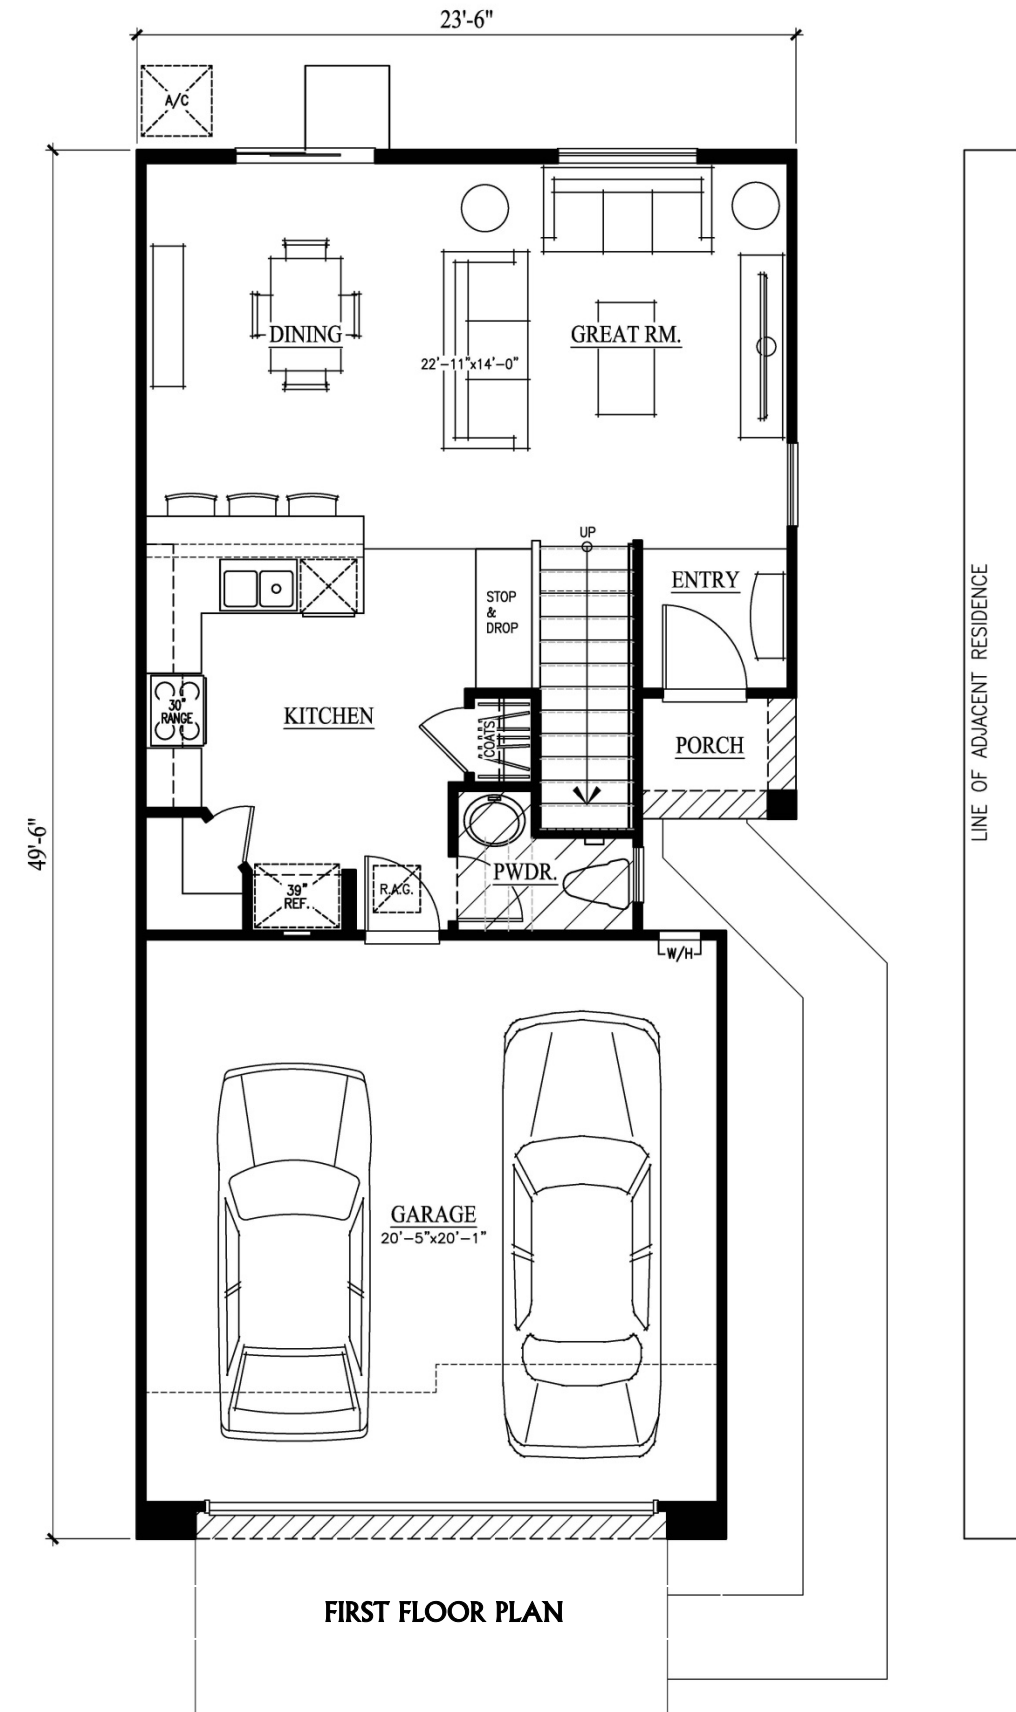 23'-6"
A/C
DINING
GREAT RM.
22'-11"x14'-0"
UP
STOP
&
DROP
ENTRY
LINE OF ADJACENT RESIDENCE
30"
RANGE
KITCHEN
COATS
PORCH
49'-6"
39"
REF.
R.A.G.
PWDR.
W/H
GARAGE
20'-5"x20'-1"
FIRST FLOOR PLAN